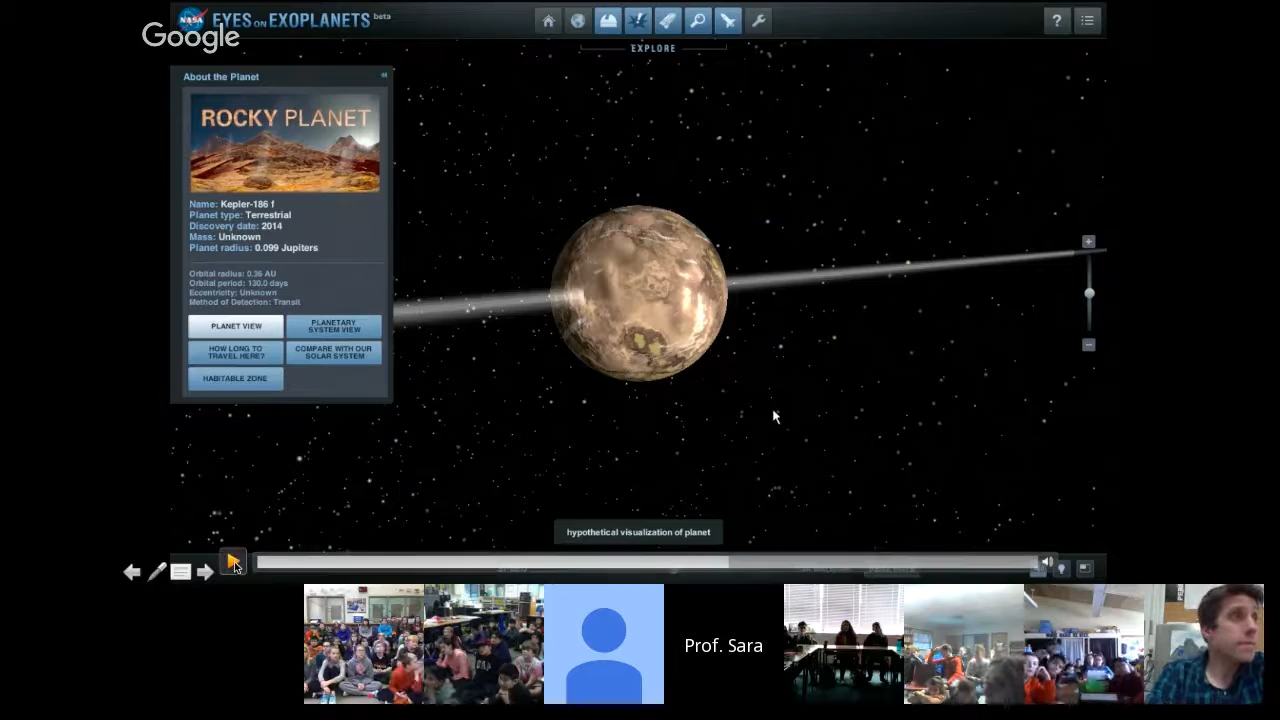 NASA EYES ON EXOPLANETS beta
Google
EXPLORE
?
About the Planet
ROCKY PLANET
Name: Kepler-186 f
Planet type: Terrestrial
Discovery date: 2014
Mass: Unknown
Planet radius: 0.099 Jupiters
Orbital radius: 0.36 AU
Orbital period: 130.0 days
Eccentricity: Unknown
Method of Detection: Transit
PLANET VIEW
PLANETARY
SYSTEM VIEW
HOW LONG TO
TRAVEL HERE?
COMPARE WITH OUR
SOLAR SYSTEM
HABITABLE ZONE
hypothetical visualization of planet
Prof. Sara